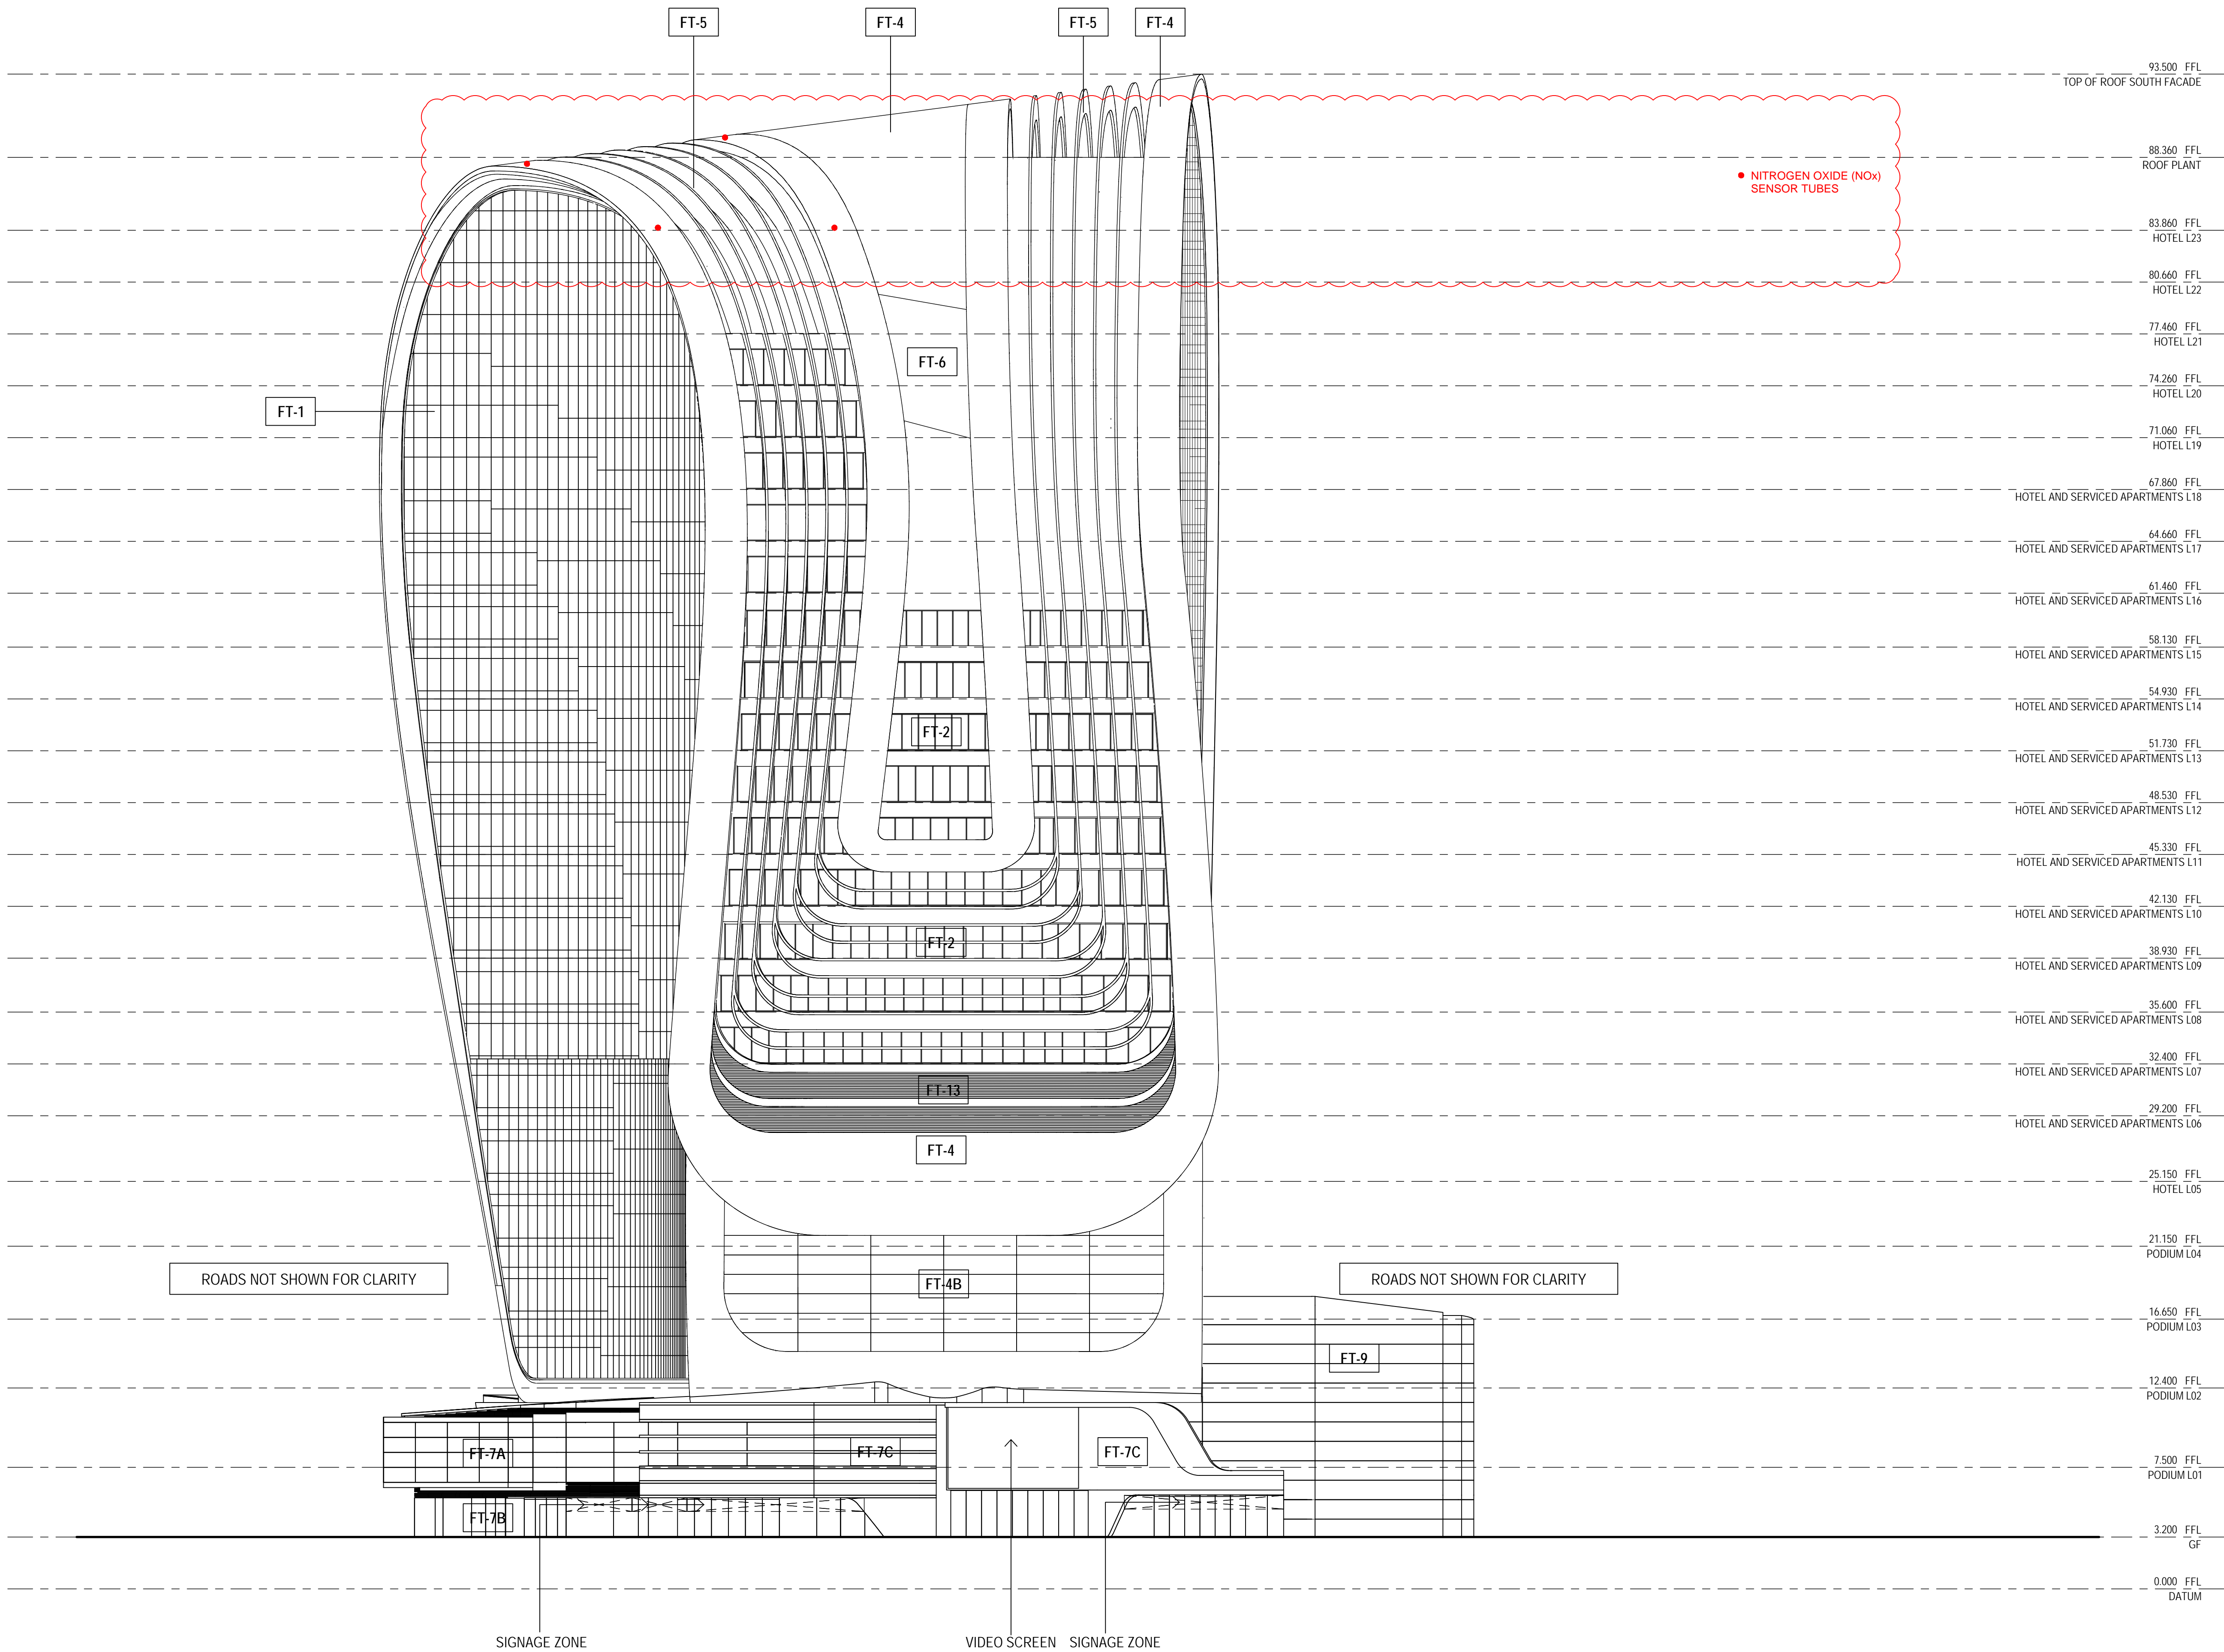 FT-5
FT-4
FT-5
FT-4
93.500 FFL
TOP OF ROOF SOUTH FACADE
88.360 FFL
ROOF PLANT
NITROGEN OXIDE (NOx)
SENSOR TUBES
83.860 FFL
HOTEL L23
80.660 FFL
HOTEL L22
77.460 FFL
HOTEL L21
FT-6
74.260 FFL
HOTEL L20
FT-1
71.060 FFL
HOTEL L19
67.860 FFL
HOTEL AND SERVICED APARTMENTS L18
64.660 FFL
HOTEL AND SERVICED APARTMENTS L17
61.460 FFL
HOTEL AND SERVICED APARTMENTS L16
58.130 FFL
HOTEL AND SERVICED APARTMENTS L15
54.930 FFL
HOTEL AND SERVICED APARTMENTS L14
FT-2
51.730 FFL
HOTEL AND SERVICED APARTMENTS L13
48.530 FFL
HOTEL AND SERVICED APARTMENTS L12
45.330 FFL
HOTEL AND SERVICED APARTMENTS L11
42.130 FFL
HOTEL AND SERVICED APARTMENTS L10
FT-2
38.930 FFL
HOTEL AND SERVICED APARTMENTS L09
35.600 FFL
HOTEL AND SERVICED APARTMENTS L08
32.400 FFL
HOTEL AND SERVICED APARTMENTS L07
FT-13
29.200 FFL
HOTEL AND SERVICED APARTMENTS L06
FT-4
25.150 FFL
HOTEL L05
21.150 FFL
PODIUM L04
ROADS NOT SHOWN FOR CLARITY
FT-4B
ROADS NOT SHOWN FOR CLARITY
16.650 FFL
PODIUM L03
FT-9
12.400 FFL
PODIUM L02
FT-7A
FT-7C
FT-7C
7.500 FFL
PODIUM L01
FT-7B
3.200 FFL
GF
0.000 FFL
DATUM
SIGNAGE ZONE
VIDEO SCREEN
SIGNAGE ZONE